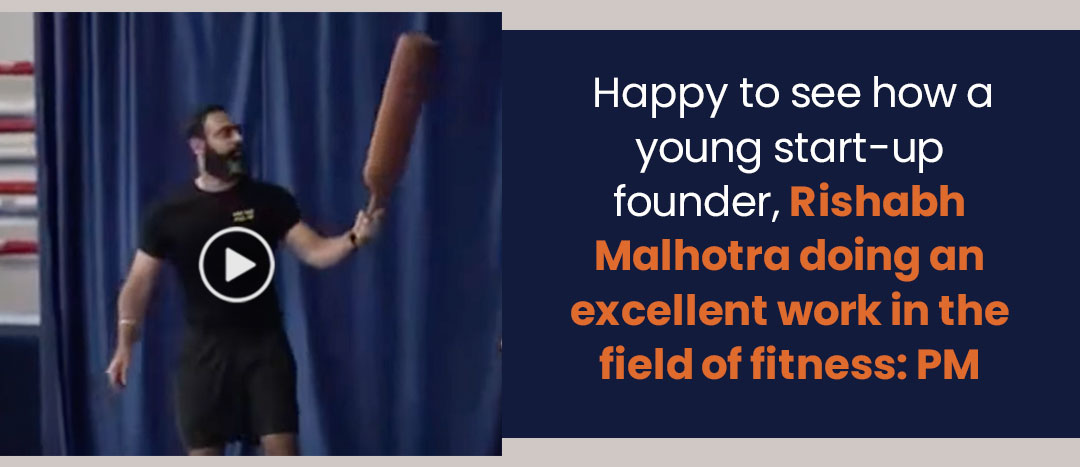 Happy to see how a
young start-up
founder, Rishabh
Malhotra doing an
excellent work in the
field of fitness: PM